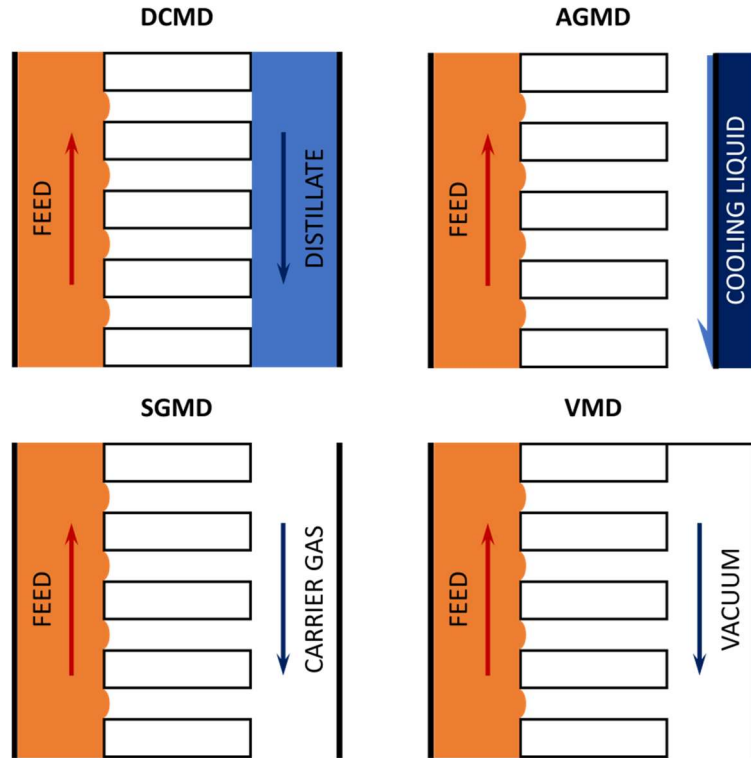 DCMD
AGMD
FEED
DISTILLATE
FEED
COOLING LIQUID
SGMD
VMD
FEED
CARRIER GAS
FEED
VACUUM